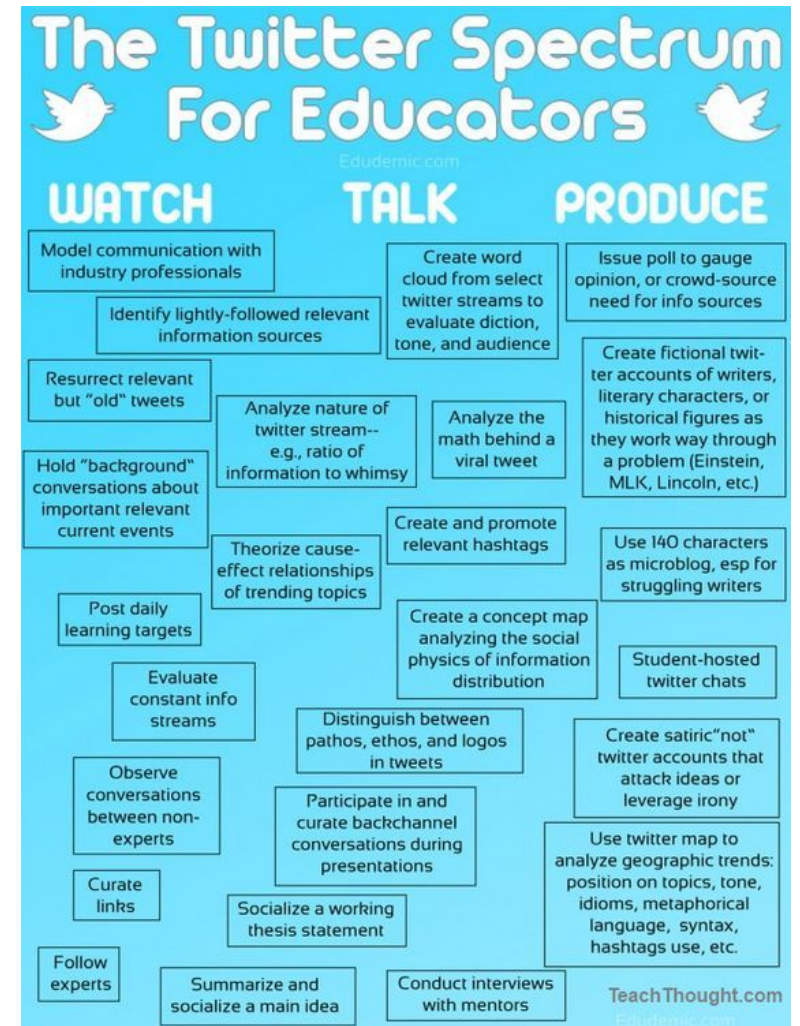 The Twitter Spectrum
For Educators
Edudemic.com
WATCH
TALK
PRODUCE
Model communication with
industry professionals
Identify lightly-followed relevant
information sources
Resurrect relevant
but "old" tweets
Analyze nature of
twitter stream--
e.g., ratio of
information to whimsy
Hold "background"
conversations about
important relevant
current events
Theorize cause-
effect relationships
of trending topics
Post daily
learning targets
Evaluate
constant info
streams
Observe
conversations
between non-
experts
Curate
links
Follow
experts
Create word
cloud from select
twitter streams to
evaluate diction,
tone, and audience
Analyze the
math behind a
viral tweet
Create and promote
relevant hashtags
Create a concept map
analyzing the social
physics of information
distribution
Distinguish between
pathos, ethos, and logos
in tweets
Participate in and
curate backchannel
conversations during
presentations
Socialize a working
thesis statement
Summarize and
socialize a main idea
Conduct interviews
with mentors
Issue poll to gauge
opinion, or crowd-source
need for info sources
Create fictional twit-
ter accounts of writers,
literary characters, or
historical figures as
they work way through
a problem (Einstein,
MLK, Lincoln, etc.)
Use 140 characters
as microblog, esp for
struggling writers
Student-hosted
twitter chats
Create satiric"not"
twitter accounts that
attack ideas or
leverage irony
Use twitter map to
analyze geographic trends:
position on topics, tone,
idioms, metaphorical
language, syntax,
hashtags use, etc.
TeachThought.com
Edudemic.com